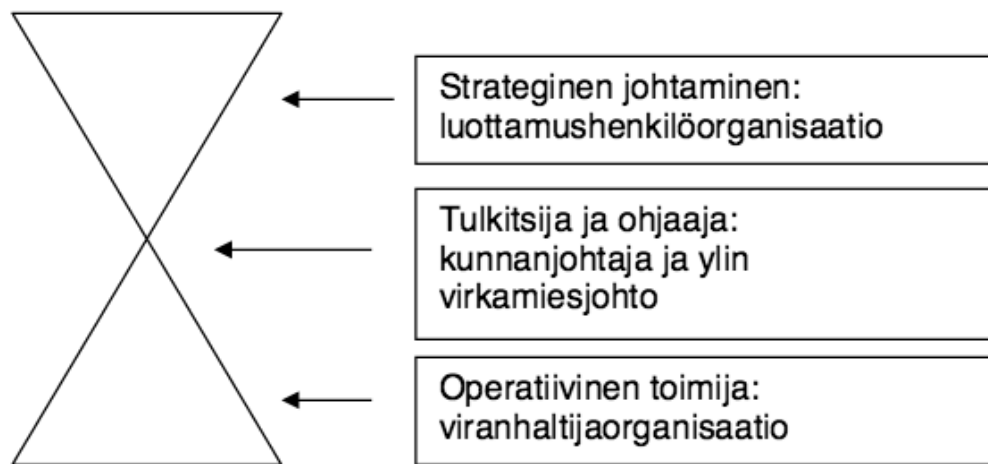 Strateginen johtaminen:
luottamushenkilöorganisaatio
Tulkitsija ja ohjaaja:
kunnanjohtaja ja ylin
virkamiesjohto
Operatiivinen toimija:
viranhaltijaorganisaatio